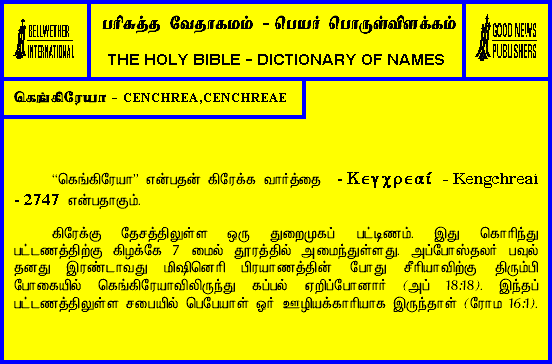 BELLWETHER
INTERNATIONAL
பரிசுத்த வேதாகமம் - பெயர் பொருள்விளக்கம்
THE HOLY BIBLE - DICTIONARY OF NAMES
GOOD NEWS
PUBLISHERS
கெங்கிரேயா - CENCHREA,CENCHREAE
“கெங்கிரேயா” என்பதன் கிரேக்க வார்த்தை - Κεγχρεαί - Kengchreai
- 2747 என்பதாகும்.
கிரேக்கு தேசத்திலுள்ள ஒரு துறைமுகப் பட்டிணம். இது கொரிந்து
பட்டணத்திற்கு கிழக்கே 7 மைல் தூரத்தில் அமைந்துள்ளது. அப்போஸ்தலர் பவுல்
தனது இரண்டாவது மிஷினெரி பிரயாணத்தின் போது சீரியாவிற்கு திரும்பி
போகையில் கெங்கிரேயாவிலிருந்து கப்பல் ஏறிப்போனார் (அப் 18:18). இந்தப்
பட்டணத்திலுள்ள சபையில் பெபேயாள் ஓர் ஊழியக்காரியாக இருந்தாள் (ரோம 16:1).